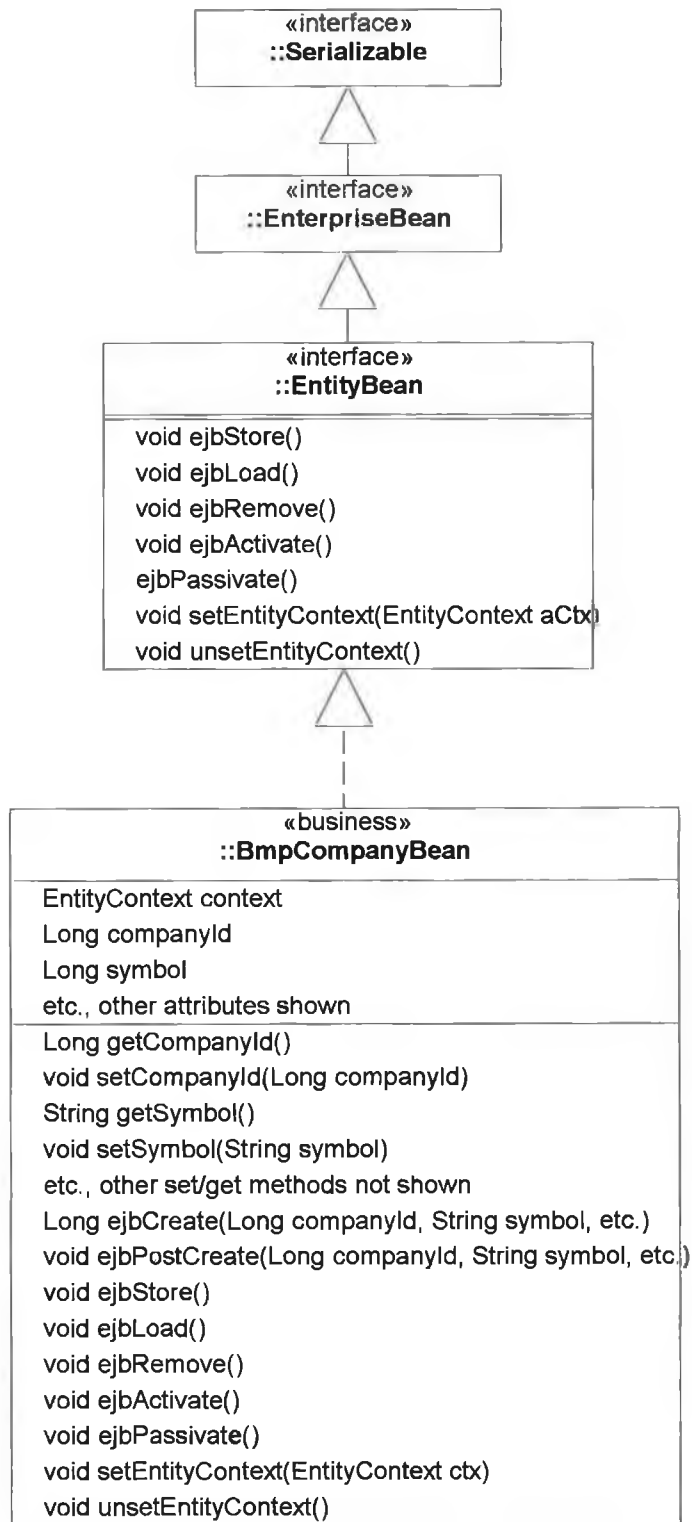 «interface»
::Serializable
«interface»
::EnterpriseBean
«interface»
::EntityBean
void ejbStore()
void ejbLoad()
void ejbRemove()
void ejbActivate()
ejbPassivate()
void setEntityContext(EntityContext aCtx)
void unsetEntityContext()
«business»
::BmpCompanyBean
EntityContext context
Long companyId
Long symbol
etc., other attributes shown
Long getCompanyId()
void setCompanyId(Long companyId)
String getSymbol()
void setSymbol(String symbol)
etc., other set/get methods not shown
Long ejbCreate(Long companyId, String symbol, etc.)
void ejbPostCreate(Long companyId, String symbol, etc.)
void ejbStore()
void ejbLoad()
void ejbRemove()
void ejbActivate()
void ejbPassivate()
void setEntityContext(EntityContext ctx)
void unsetEntityContext()